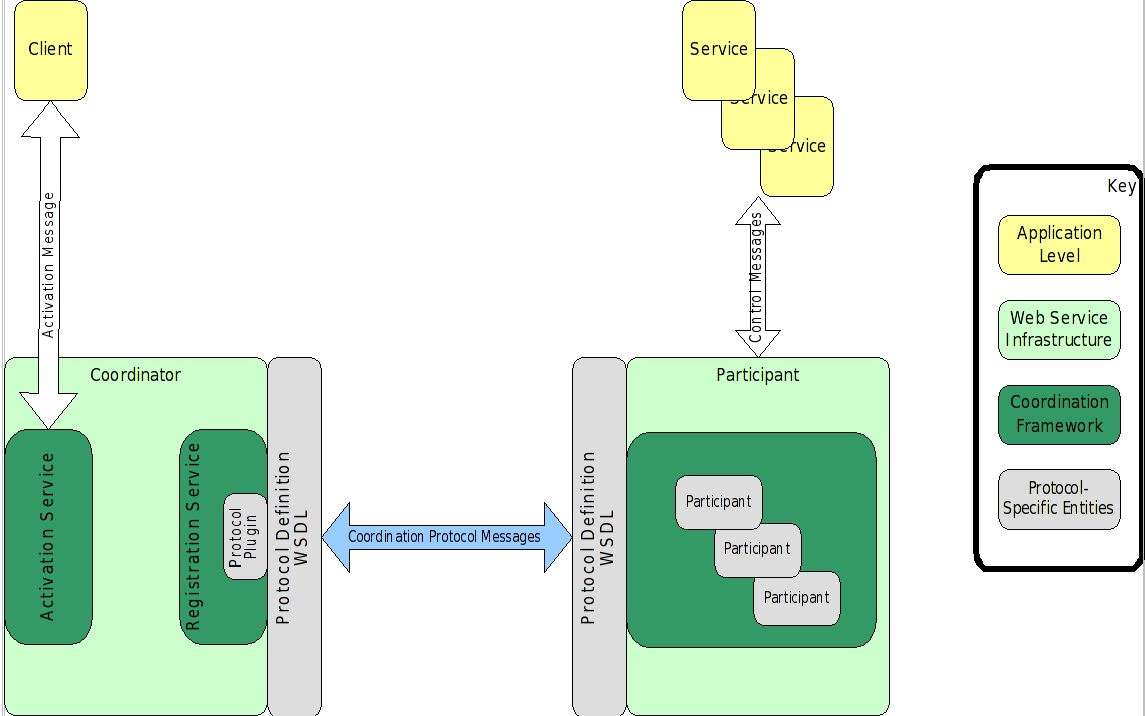 Client
Service
Service
Service
Activation Message
Control Messages
Key
Application
Level
Web Service
Infrastructure
Coordination
Framework
Protocol-
Specific Entities
Coordinator
Activation Service
Registration Service
Protocol
Plugin
Protocol Definition
WSDL
Coordination Protocol Messages
Protocol Definition
WSDL
Participant
Participant
Participant
Participant